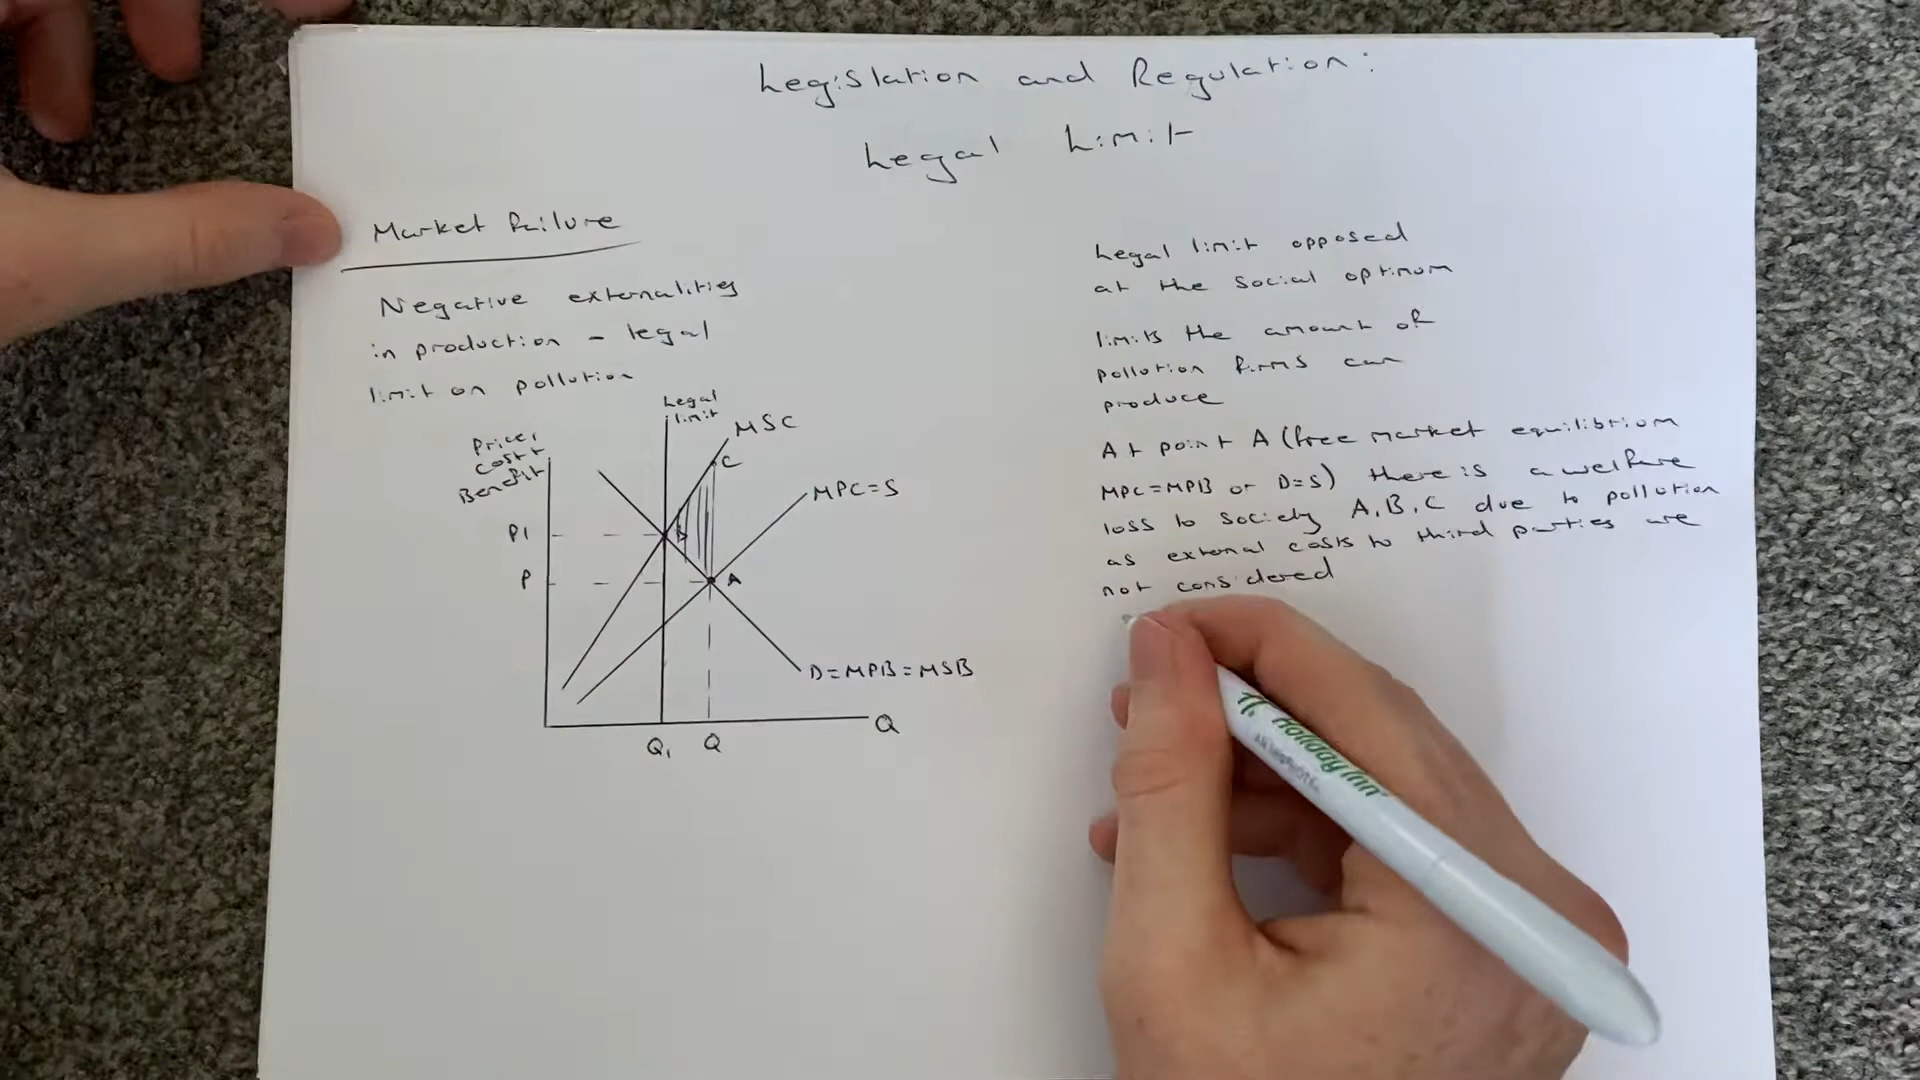 Legislation and Regulation:
Legal Limit
Market failure
Negative externalities
in production - legal
limit on pollution
Legal
limit
MSC
Price,
Cost +
Benefit
C
MPC=S
P1
B
P
A
D=MPB=MSB
Q
Q1 Q
Legal limit opposed
at the social optimum
limits the amount of
pollution firms can
produce
At point A (free market equilibrium
MPC=MPB or D=S) there is a welfare
loss to society A,B,C due to pollution
as external costs to third parties are
not considered
Holiday Inn